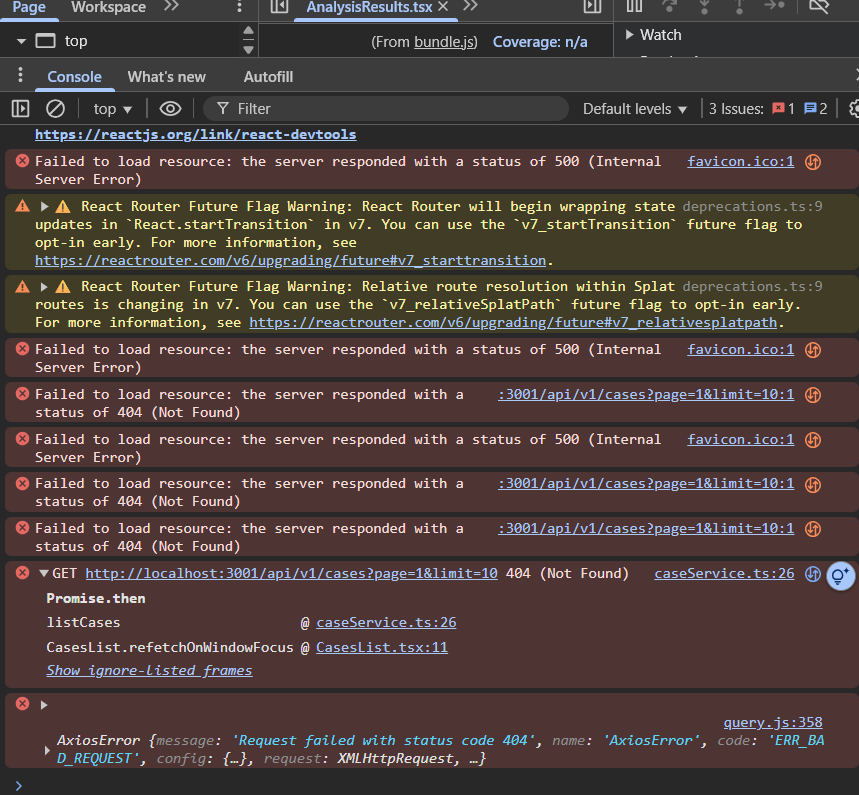 Page Workspace AnalysisResults.tsx
top
(From bundle.js) Coverage: n/a
Watch
Console What's new Autofill
top Filter Default levels 3 Issues: 1 2
https://reactjs.org/link/react-devtools
Failed to load resource: the server responded with a status of 500 (Internal favicon.ico:1
Server Error)
React Router Future Flag Warning: React Router will begin wrapping state deprecations.ts:9
updates in `React.startTransition` in v7. You can use the `v7_startTransition` future flag to
opt-in early. For more information, see
https://reactrouter.com/v6/upgrading/future#v7_starttransition.
React Router Future Flag Warning: Relative route resolution within Splat deprecations.ts:9
routes is changing in v7. You can use the `v7_relativeSplatPath` future flag to opt-in early.
For more information, see https://reactrouter.com/v6/upgrading/future#v7_relativesplatpath.
Failed to load resource: the server responded with a status of 500 (Internal favicon.ico:1
Server Error)
Failed to load resource: the server responded with a :3001/api/v1/cases?page=1&limit=10:1
status of 404 (Not Found)
Failed to load resource: the server responded with a status of 500 (Internal favicon.ico:1
Server Error)
Failed to load resource: the server responded with a :3001/api/v1/cases?page=1&limit=10:1
status of 404 (Not Found)
Failed to load resource: the server responded with a :3001/api/v1/cases?page=1&limit=10:1
status of 404 (Not Found)
GET http://localhost:3001/api/v1/cases?page=1&limit=10 404 (Not Found) caseService.ts:26
Promise.then
listCases @ caseService.ts:26
CasesList.refetchOnWindowFocus @ CasesList.tsx:11
Show ignore-listed frames
query.js:358
AxiosError {message: 'Request failed with status code 404', name: 'AxiosError', code: 'ERR_BA
D_REQUEST', config: {…}, request: XMLHttpRequest, …}